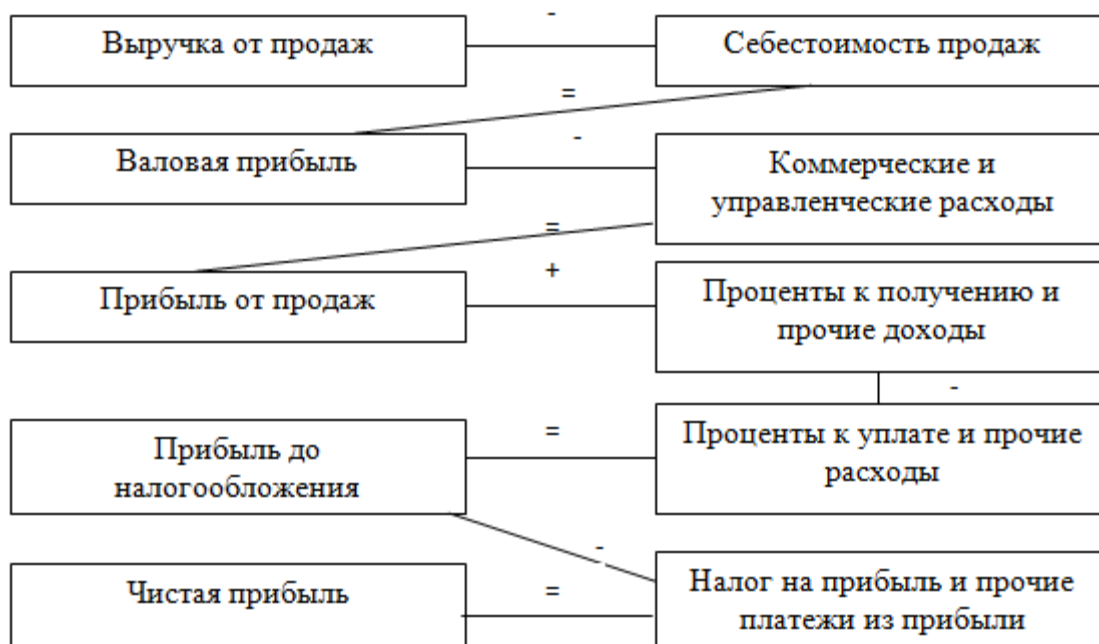 -
Выручка от продаж
Себестоимость продаж
=
-
Валовая прибыль
Коммерческие и
управленческие расходы
=
+
Прибыль от продаж
Проценты к получению и
прочие доходы
-
=
Прибыль до
налогообложения
Проценты к уплате и прочие
расходы
-
=
Чистая прибыль
Налог на прибыль и прочие
платежи из прибыли